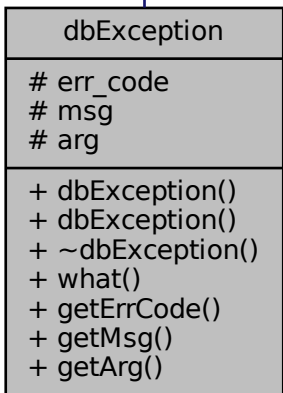 dbException
# err_code
# msg
# arg
+ dbException()
+ dbException()
+ ~dbException()
+ what()
+ getErrCode()
+ getMsg()
+ getArg()